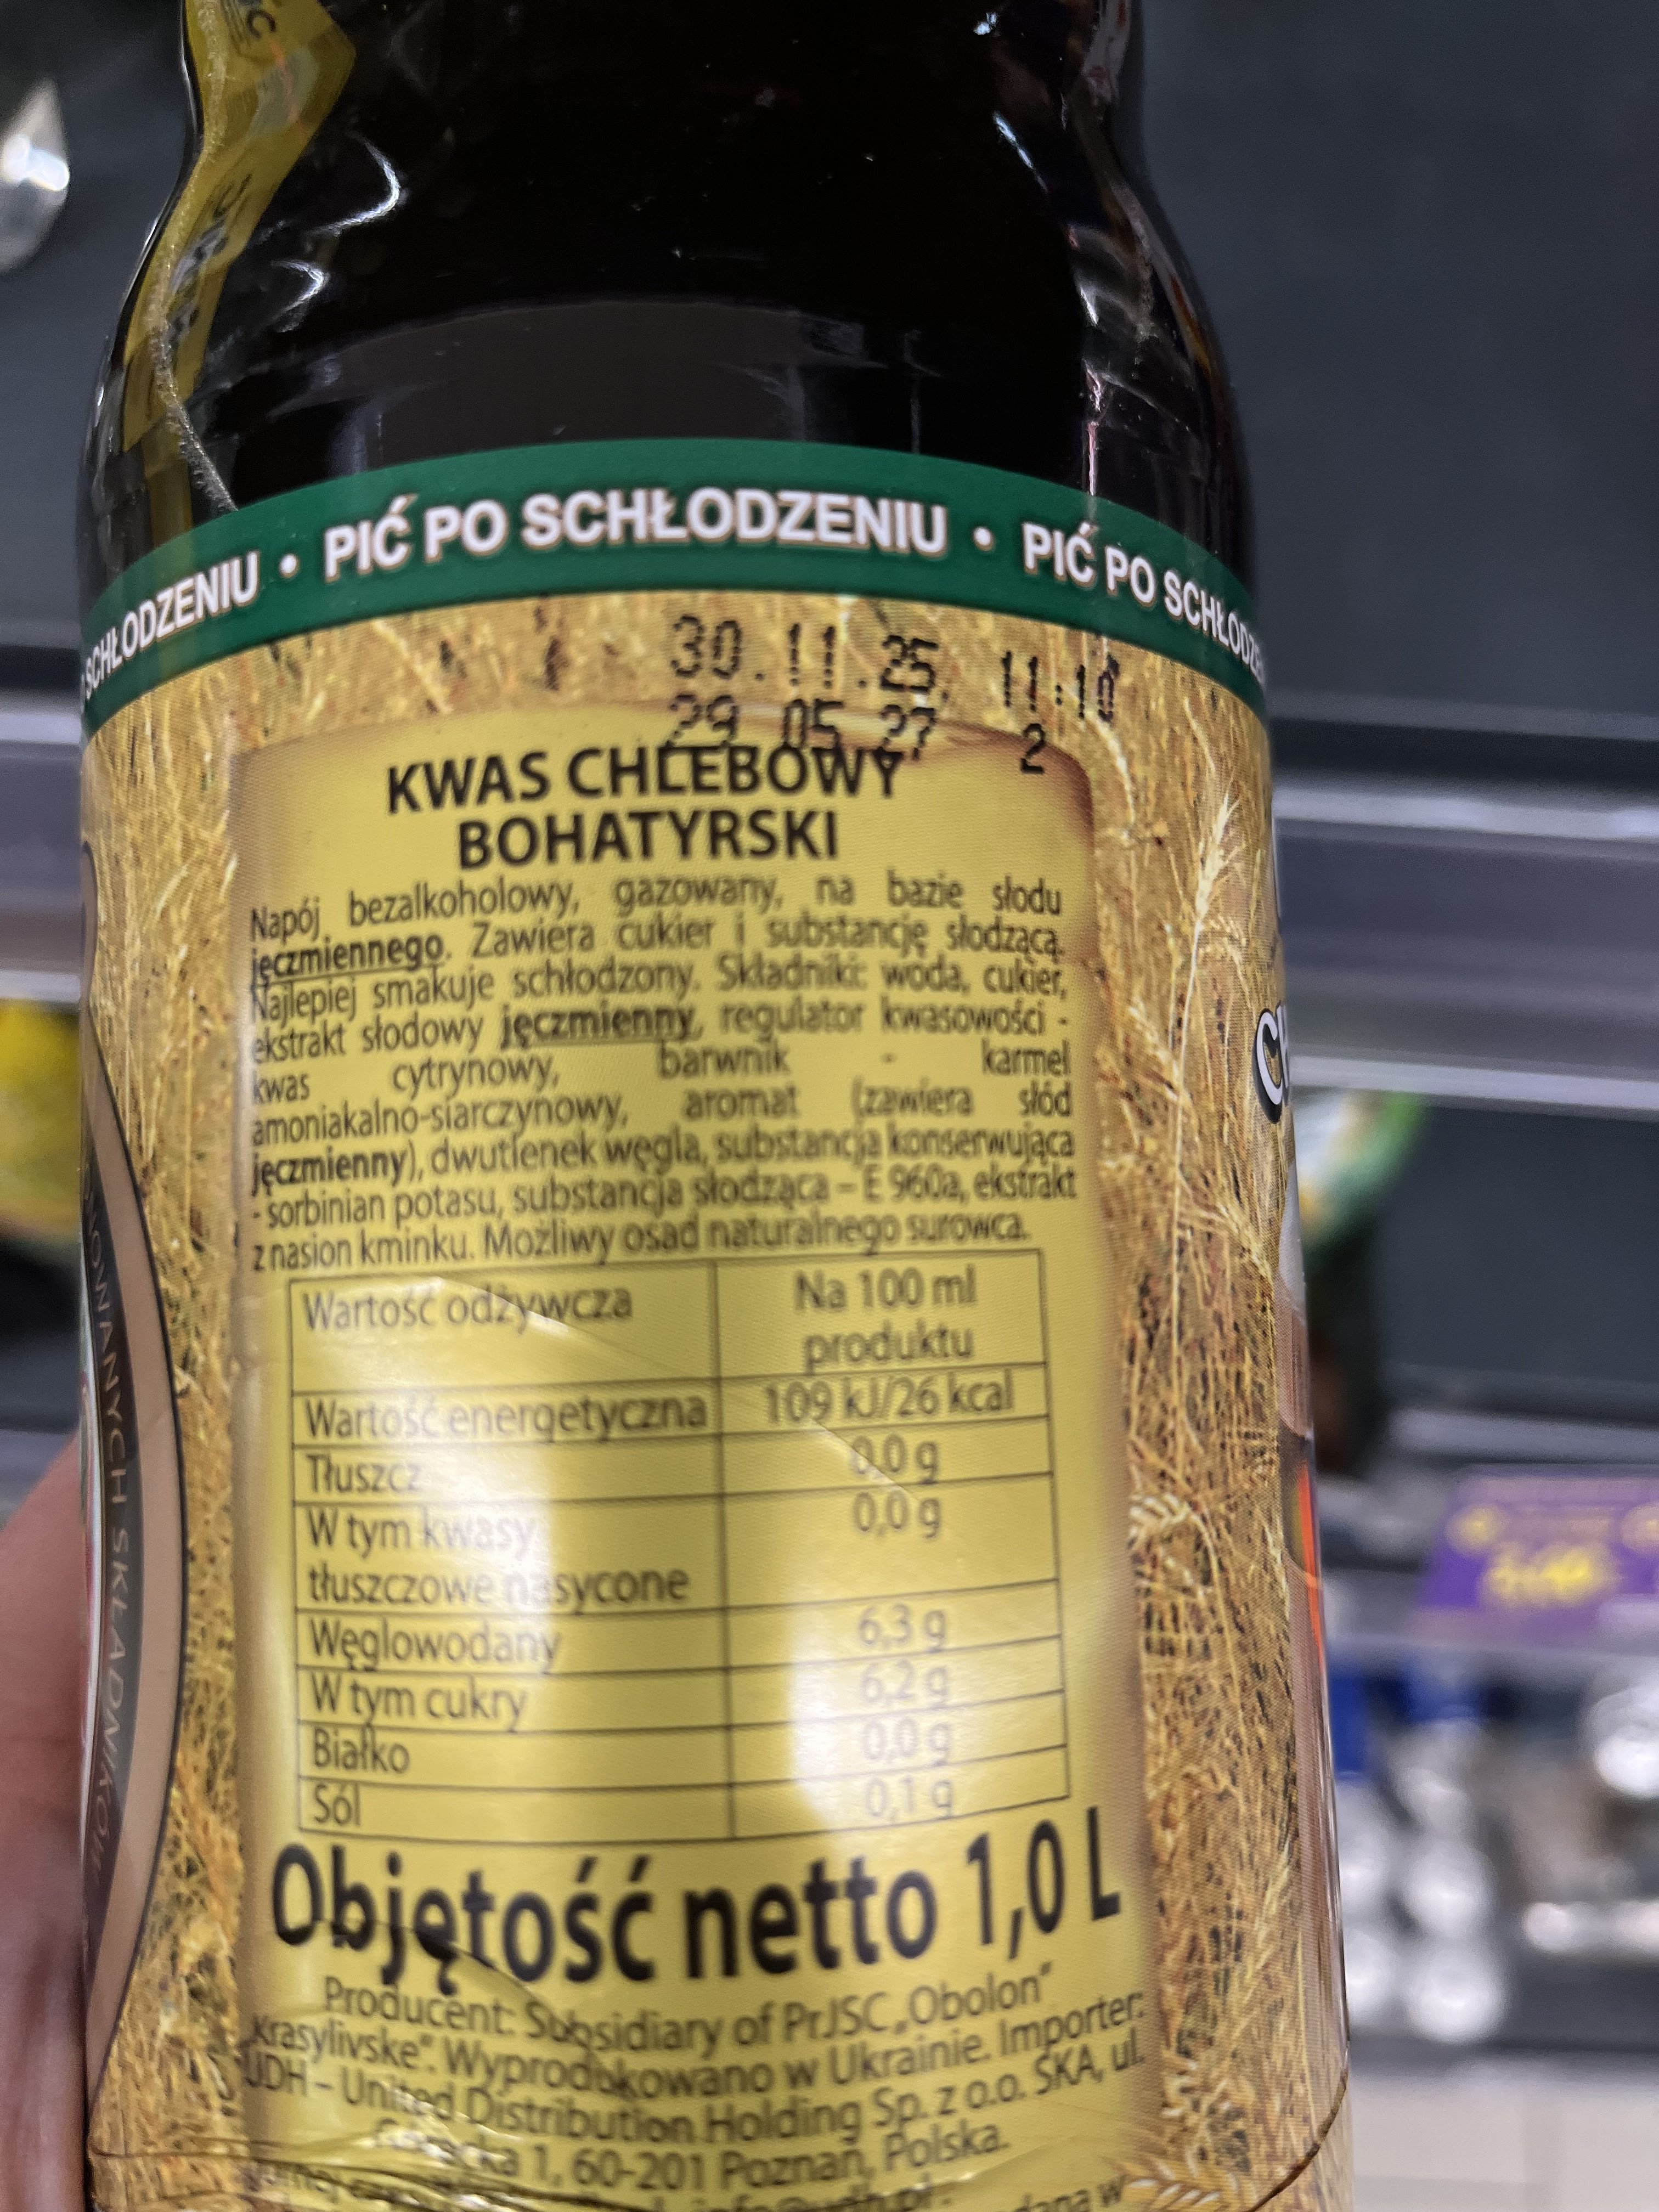 SCHŁODZENIU • PIĆ PO SCHŁODZENIU • PIĆ PO SCHŁODZE
30.11.25 11:10
29.05.27 2
KWAS CHLEBOWY
BOHATYRSKI
Napój bezalkoholowy, gazowany, na bazie słodu
jęczmiennego. Zawiera cukier i substancję słodzącą.
Najlepiej smakuje schłodzony. Składniki: woda, cukier,
ekstrakt słodowy jęczmienny, regulator kwasowości -
kwas cytrynowy, barwnik - karmel
amoniakalno-siarczynowy, aromat (zawiera słód
jęczmienny), dwutlenek węgla, substancja konserwująca
- sorbinian potasu, substancja słodząca – E 960a, ekstrakt
z nasion kminku. Możliwy osad naturalnego surowca.
Wartość odżywcza Na 100 ml
produktu
Wartość energetyczna 109 kJ/26 kcal
Tłuszcz 0,0 g
W tym kwasy 0,0 g
tłuszczowe nasycone
Węglowodany 6,3 g
W tym cukry 6,2 g
Białko 0,0 g
Sól 0,1 g
Objętość netto 1,0 L
Producent: Subsidiary of PrJSC „Obolon"
Krasylivske". Wyprodukowano w Ukrainie. Importer:
UDH – United Distribution Holding Sp. z o.o. SKA, ul.
1, 60-201 Poznań, Polska.
SKŁADNIKÓW